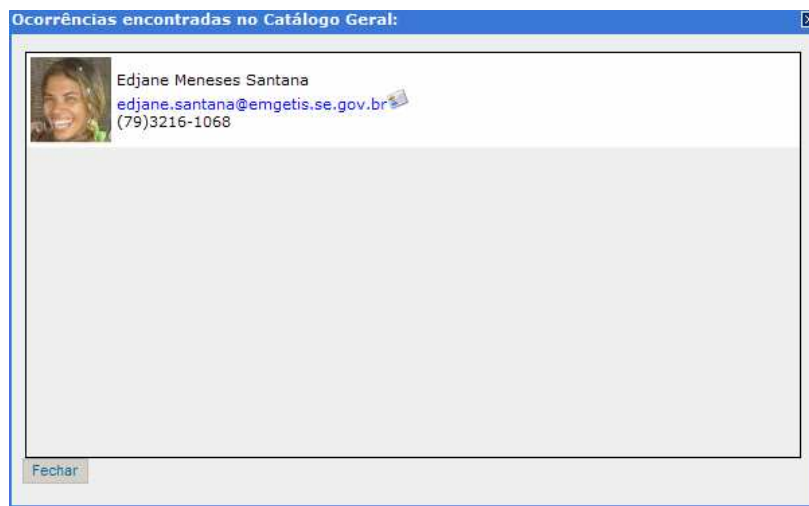 Ocorrências encontradas no Catálogo Geral:
Edjane Meneses Santana
edjane.santana@emgetis.se.gov.br
(79)3216-1068
Fechar